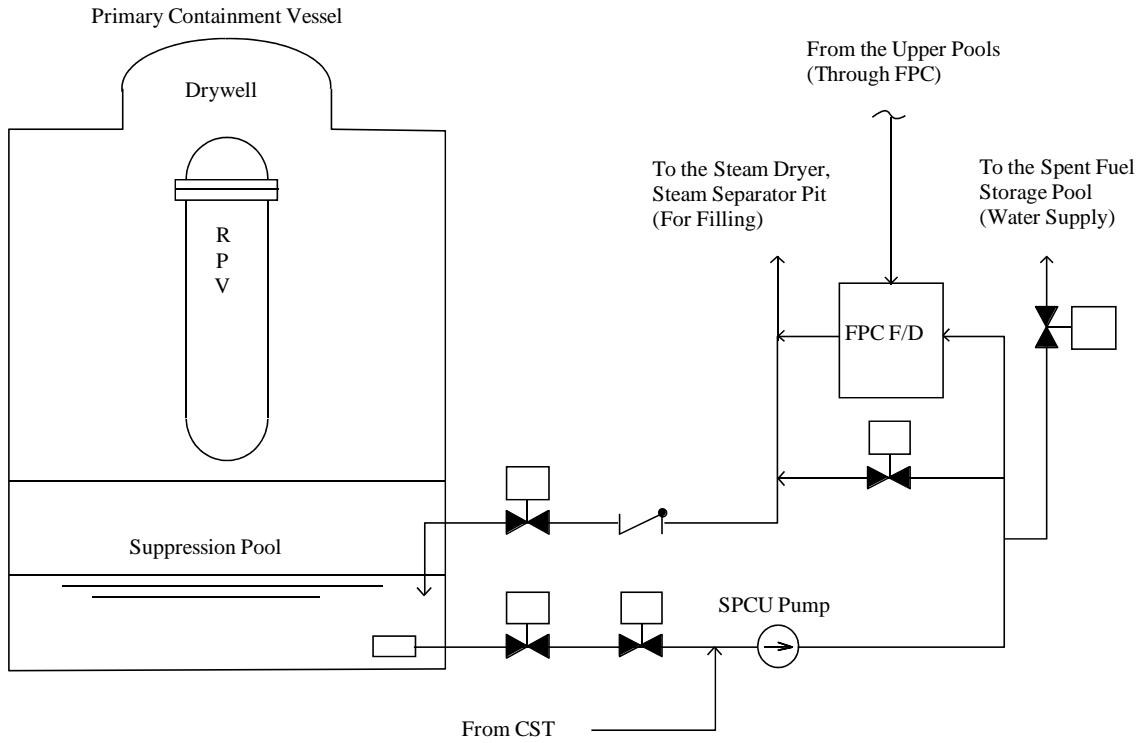 Primary Containment Vessel
Drywell
R
P
V
Suppression Pool
From the Upper Pools
(Through FPC)
To the Steam Dryer,
Steam Separator Pit
(For Filling)
To the Spent Fuel
Storage Pool
(Water Supply)
FPC F/D
SPCU Pump
From CST